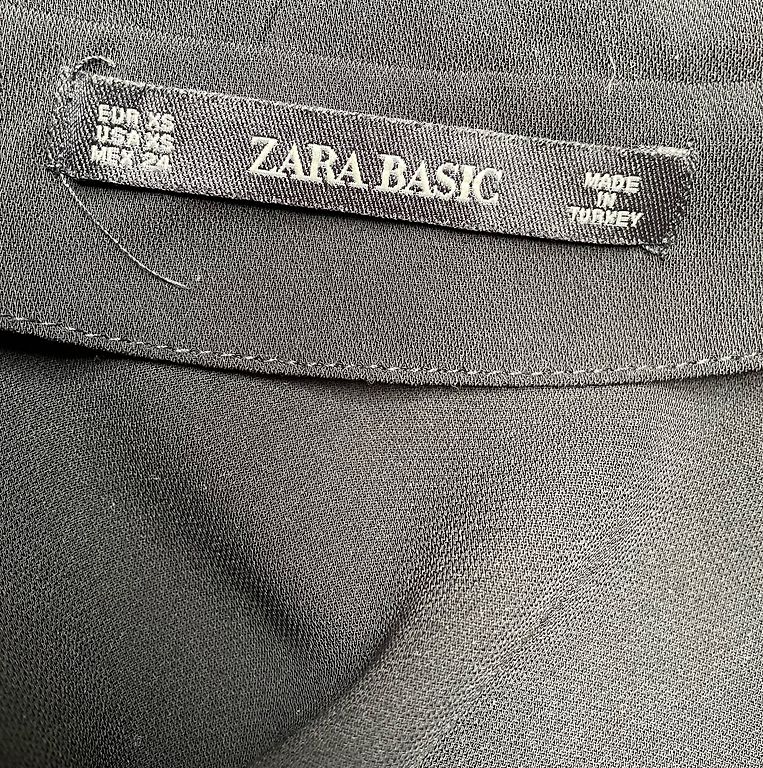 EUR XS
USA XS
MEX 24
ZARA BASIC
MADE
IN
TURKEY